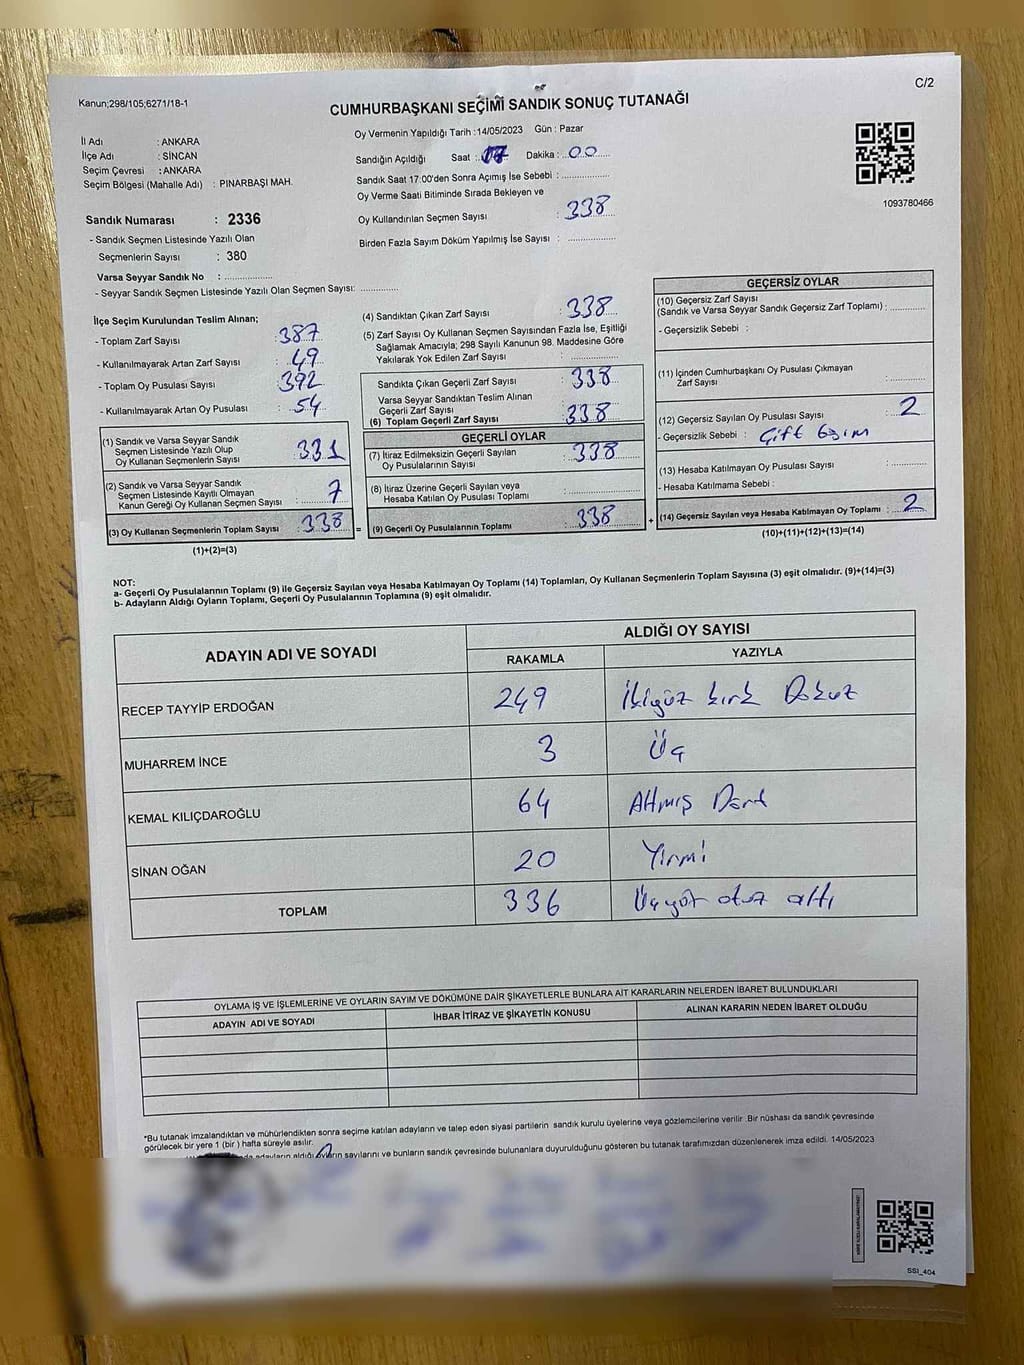 C/2
Kanun;298/105;6271/18-1
CUMHURBAŞKANI SEÇİMİ SANDIK SONUÇ TUTANAĞI
İl Adı : ANKARA
İlçe Adı : SİNCAN
Seçim Çevresi : ANKARA
Seçim Bölgesi (Mahalle Adı) : PINARBAŞI MAH.
Sandık Numarası : 2336
- Sandık Seçmen Listesinde Yazılı Olan
Seçmenlerin Sayısı : 380
Varsa Seyyar Sandık No : ..............
- Seyyar Sandık Seçmen Listesinde Yazılı Olan Seçmen Sayısı: ............
Oy Vermenin Yapıldığı Tarih :14/05/2023 Gün : Pazar
Sandığın Açıldığı Saat : 17 Dakika : 00
Sandık Saat 17:00'den Sonra Açımış İse Sebebi : ..............
Oy Verme Saati Bitiminde Sırada Bekleyen ve
Oy Kullandırılan Seçmen Sayısı : 338
Birden Fazla Sayım Döküm Yapılmış İse Sayısı : ..............
1093780466
İlçe Seçim Kurulundan Teslim Alınan;
- Toplam Zarf Sayısı : 387
- Kullanılmayarak Artan Zarf Sayısı : 49
- Toplam Oy Pusulası Sayısı : 392
- Kullanılmayarak Artan Oy Pusulası : 54
(1) Sandık ve Varsa Seyyar Sandık
Seçmen Listesinde Yazılı Olup
Oy Kullanan Seçmenlerin Sayısı : 331
(2) Sandık ve Varsa Seyyar Sandık
Seçmen Listesinde Kayıtlı Olmayan
Kanun Gereği Oy Kullanan Seçmen Sayısı : 7
(3) Oy Kullanan Seçmenlerin Toplam Sayısı : 338
(1)+(2)=(3)
=
(4) Sandıktan Çıkan Zarf Sayısı : 338
(5) Zarf Sayısı Oy Kullanan Seçmen Sayısından Fazla İse, Eşitliği
Sağlamak Amacıyla; 298 Sayılı Kanunun 98. Maddesine Göre
Yakılarak Yok Edilen Zarf Sayısı : ..............
Sandıkta Çıkan Geçerli Zarf Sayısı : 338
Varsa Seyyar Sandıktan Teslim Alınan
Geçerli Zarf Sayısı :
(6) Toplam Geçerli Zarf Sayısı : 338
GEÇERLİ OYLAR
(7) İtiraz Edilmeksizin Geçerli Sayılan
Oy Pusulalarının Sayısı : 338
(8) İtiraz Üzerine Geçerli Sayılan veya
Hesaba Katılan Oy Pusulası Toplamı : ..............
(9) Geçerli Oy Pusulalarının Toplamı : 338
+
GEÇERSİZ OYLAR
(10) Geçersiz Zarf Sayısı
(Sandık ve Varsa Seyyar Sandık Geçersiz Zarf Toplamı) : ............
- Geçersizlik Sebebi :
(11) İçinden Cumhurbaşkanı Oy Pusulası Çıkmayan
Zarf Sayısı : ............
(12) Geçersiz Sayılan Oy Pusulası Sayısı : 2
- Geçersizlik Sebebi : Çift Basım
(13) Hesaba Katılmayan Oy Pusulası Sayısı : ............
- Hesaba Katılmama Sebebi :
(14) Geçersiz Sayılan veya Hesaba Katılmayan Oy Toplamı : 2
(10)+(11)+(12)+(13)=(14)
NOT:
a- Geçerli Oy Pusulalarının Toplamı (9) ile Geçersiz Sayılan veya Hesaba Katılmayan Oy Toplamı (14) Toplamları, Oy Kullanan Seçmenlerin Toplam Sayısına (3) eşit olmalıdır. (9)+(14)=(3)
b- Adayların Aldığı Oyların Toplamı, Geçerli Oy Pusulalarının Toplamına (9) eşit olmalıdır.
ADAYIN ADI VE SOYADI
ALDIĞI OY SAYISI
RAKAMLA YAZIYLA
RECEP TAYYİP ERDOĞAN 249 İkiyüz kırk Dokuz
MUHARREM İNCE 3 Üç
KEMAL KILIÇDAROĞLU 64 Altmış Dört
SİNAN OĞAN 20 Yirmi
TOPLAM 336 Üçyüz otuz altı
OYLAMA İŞ VE İŞLEMLERİNE VE OYLARIN SAYIM VE DÖKÜMÜNE DAİR ŞİKAYETLERLE BUNLARA AİT KARARLARIN NELERDEN İBARET BULUNDUKLARI
ADAYIN ADI VE SOYADI İHBAR İTİRAZ VE ŞİKAYETİN KONUSU ALINAN KARARIN NEDEN İBARET OLDUĞU
*Bu tutanak imzalandıktan ve mühürlendikten sonra seçime katılan adayların ve talep eden siyasi partilerin sandık kurulu üyelerine veya gözlemcilerine verilir. Bir nüshası da sandık çevresinde
görülecek bir yere 1 (bir) hafta süreyle asılır.
adayların aldığı oyların sayılarını ve bunların sandık çevresinde bulunanlara duyurulduğunu gösteren bu tutanak tarafımızdan düzenlenerek imza edildi. 14/05/2023
SSI_404